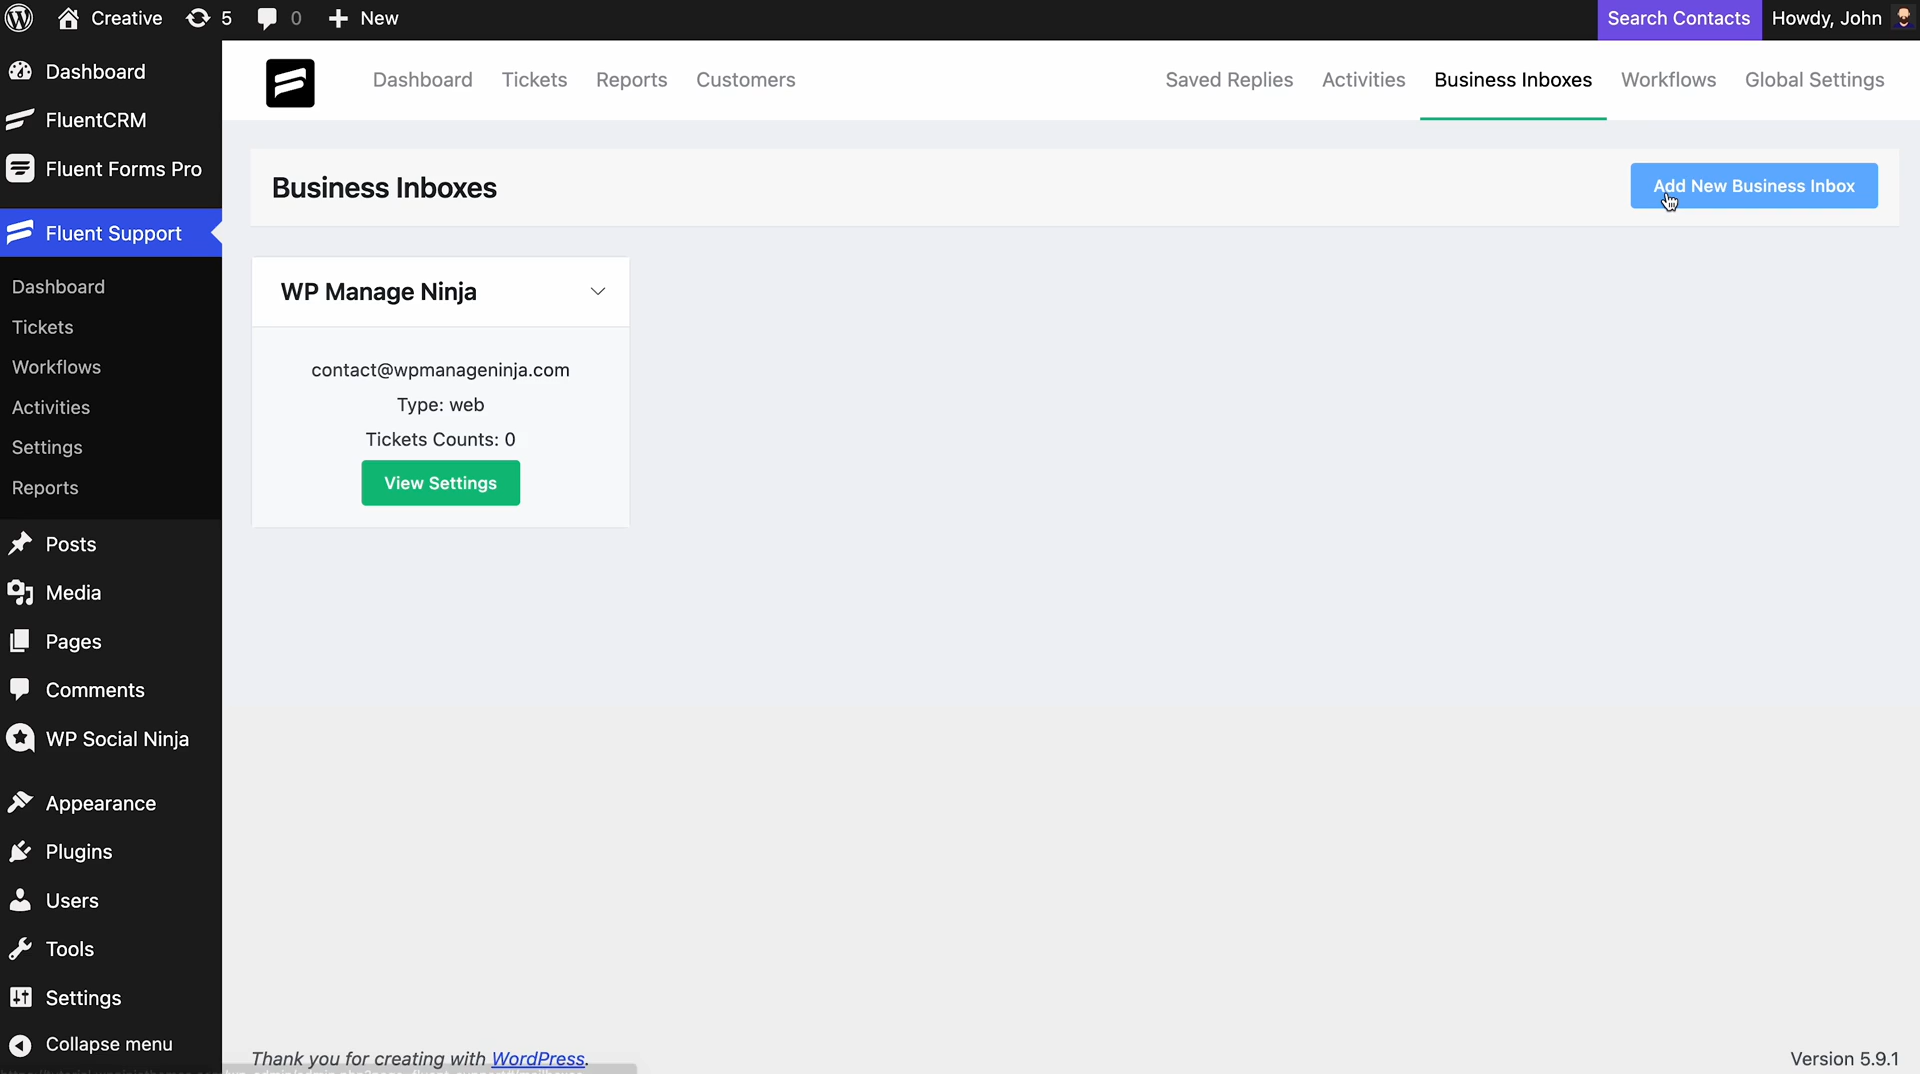 Creative 5 0 New Search Contacts Howdy, John
Dashboard
FluentCRM
Fluent Forms Pro
Fluent Support
Dashboard
Tickets
Workflows
Activities
Settings
Reports
Posts
Media
Pages
Comments
WP Social Ninja
Appearance
Plugins
Users
Tools
Settings
Collapse menu
Dashboard Tickets Reports Customers Saved Replies Activities Business Inboxes Workflows Global Settings
Business Inboxes Add New Business Inbox
WP Manage Ninja
contact@wpmanageninja.com
Type: web
Tickets Counts: 0
View Settings
Thank you for creating with WordPress. Version 5.9.1